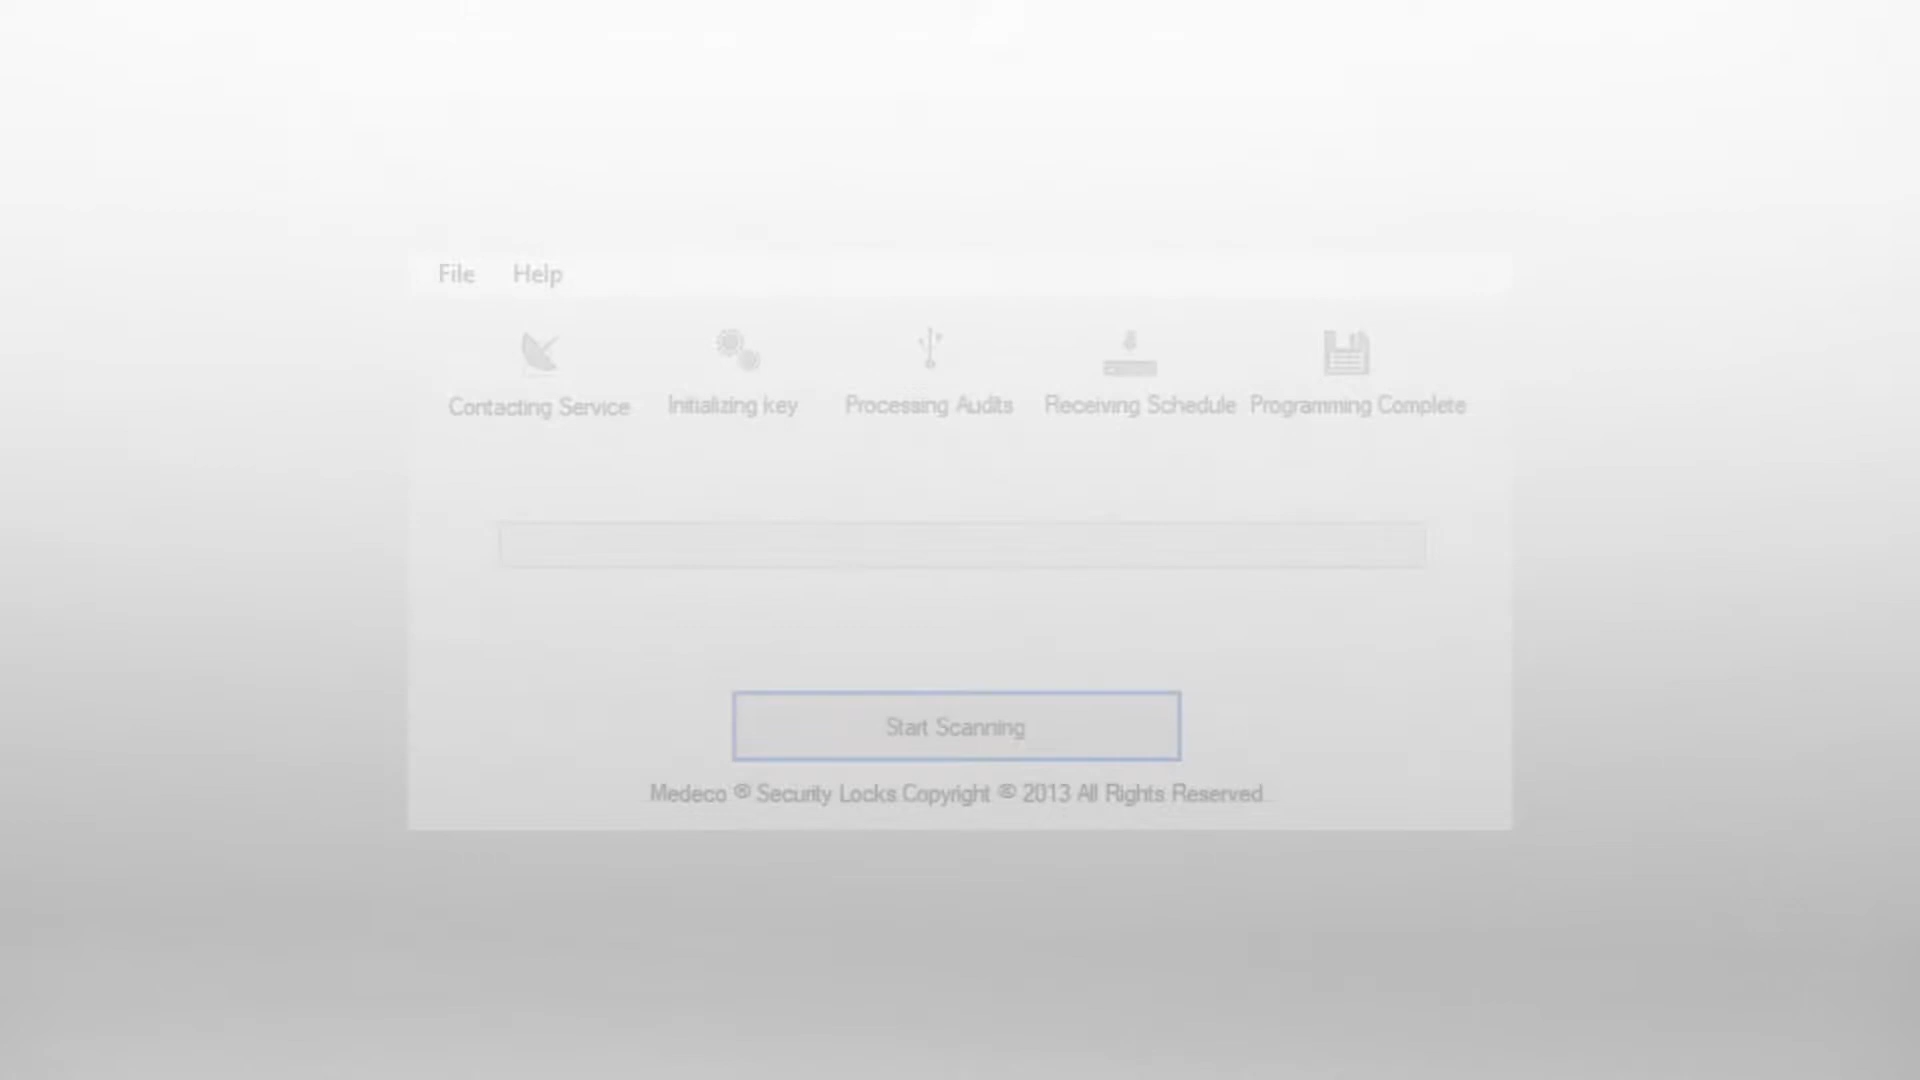 File Help
Contacting Service Initializing key Processing Audits Receiving Schedule Programming Complete
Start Scanning
Medeco ® Security Locks Copyright © 2013 All Rights Reserved.